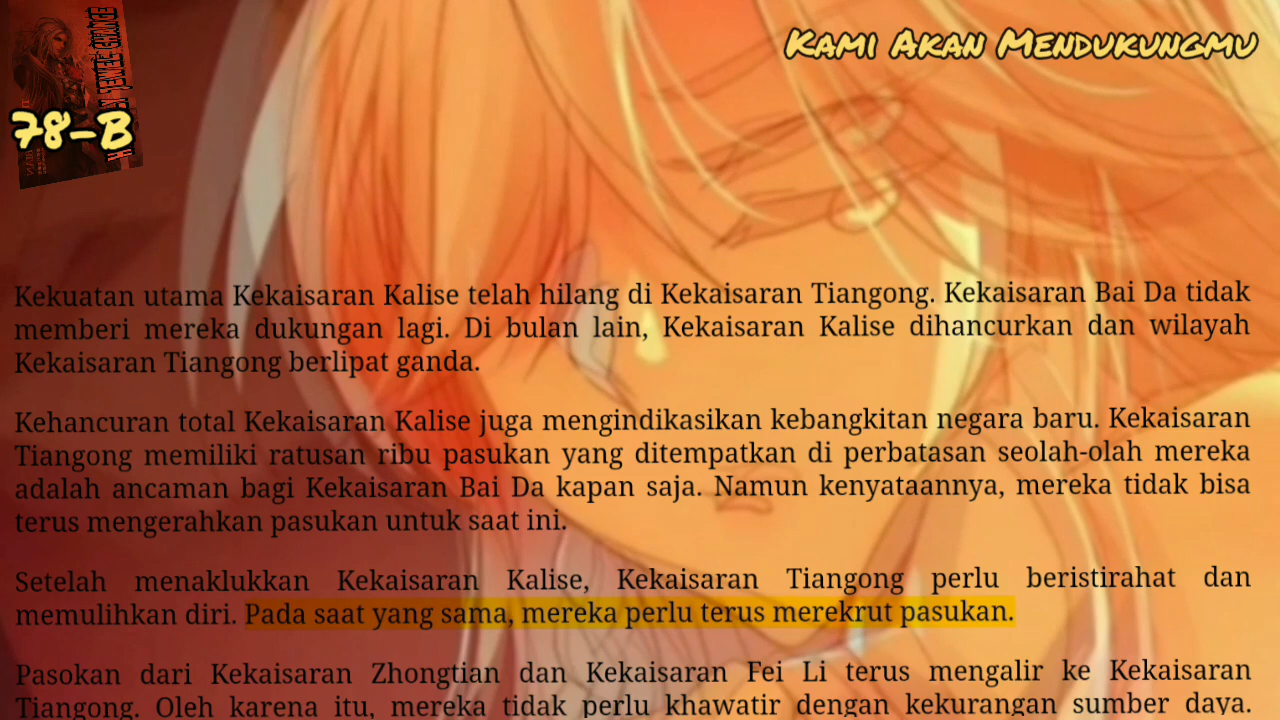 Kami Akan Mendukungmu
78-B
Kekuatan utama Kekaisaran Kalise telah hilang di Kekaisaran Tiangong. Kekaisaran Bai Da tidak
memberi mereka dukungan lagi. Di bulan lain, Kekaisaran Kalise dihancurkan dan wilayah
Kekaisaran Tiangong berlipat ganda.
Kehancuran total Kekaisaran Kalise juga mengindikasikan kebangkitan negara baru. Kekaisaran
Tiangong memiliki ratusan ribu pasukan yang ditempatkan di perbatasan seolah-olah mereka
adalah ancaman bagi Kekaisaran Bai Da kapan saja. Namun kenyataannya, mereka tidak bisa
terus mengerahkan pasukan untuk saat ini.
Setelah menaklukkan Kekaisaran Kalise, Kekaisaran Tiangong perlu beristirahat dan
memulihkan diri. Pada saat yang sama, mereka perlu terus merekrut pasukan.
Pasokan dari Kekaisaran Zhongtian dan Kekaisaran Fei Li terus mengalir ke Kekaisaran
Tiangong. Oleh karena itu, mereka tidak perlu khawatir dengan kekurangan sumber daya.